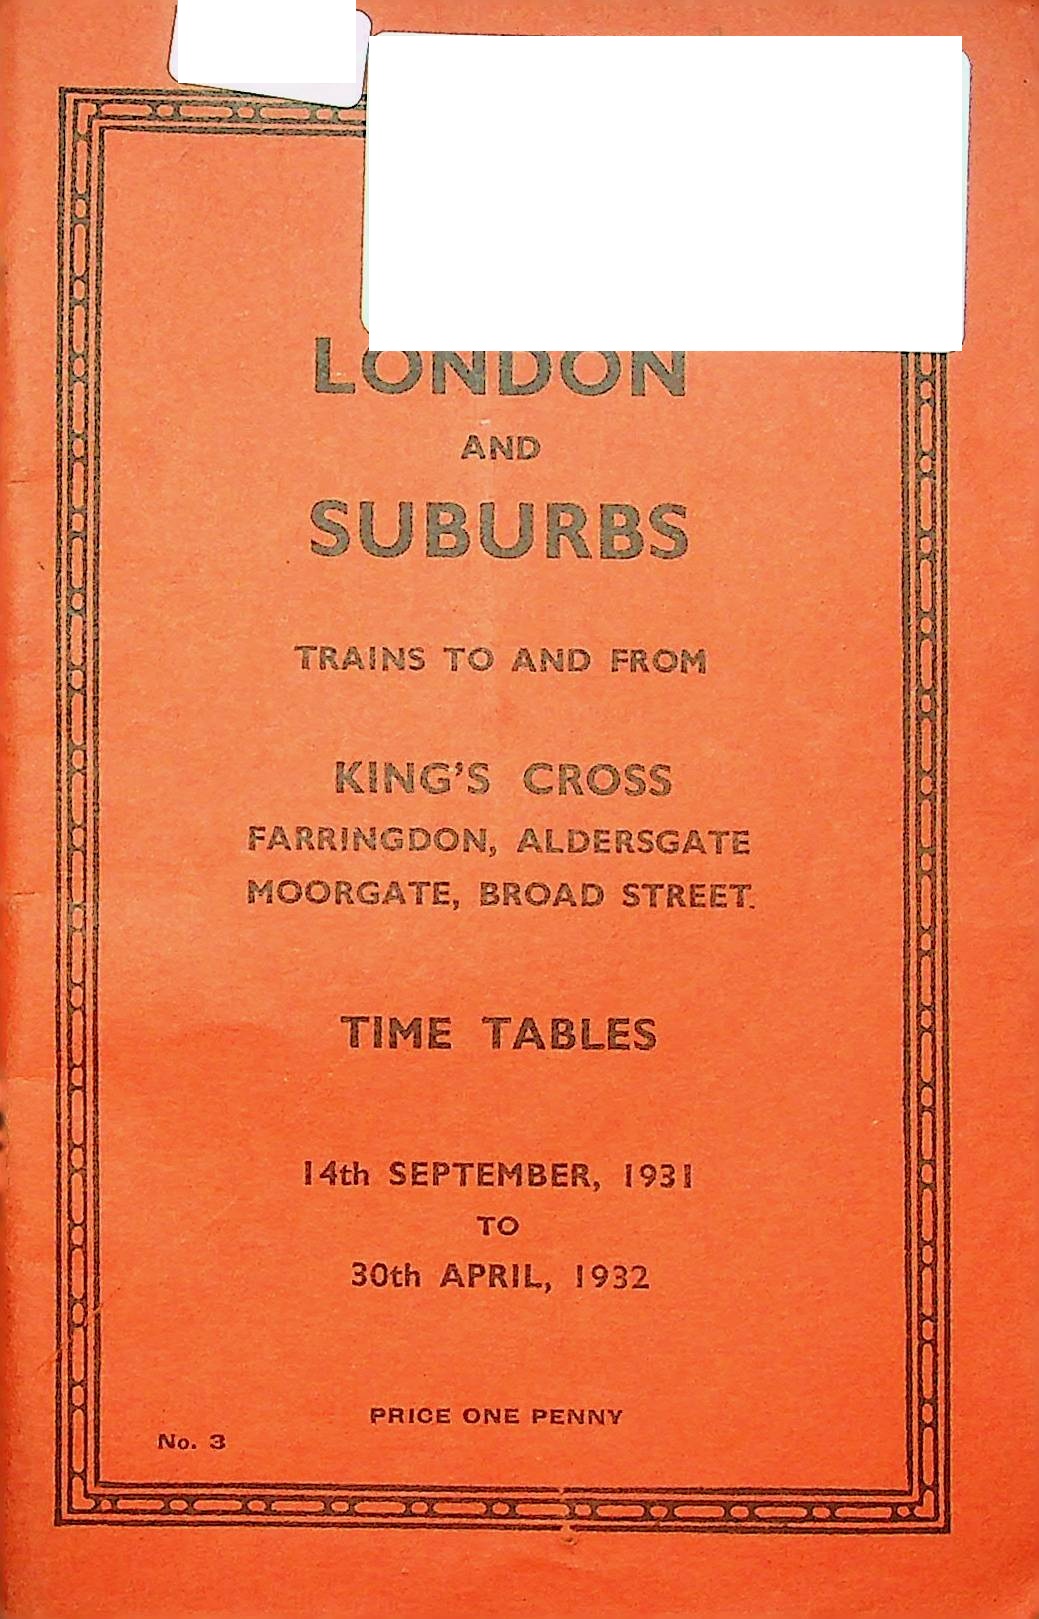 LONDON
AND
SUBURBS
TRAINS TO AND FROM
KING'S CROSS
FARRINGDON, ALDERSGATE
MOORGATE, BROAD STREET.
TIME TABLES
14th SEPTEMBER, 1931
TO
30th APRIL, 1932
PRICE ONE PENNY
No. 3